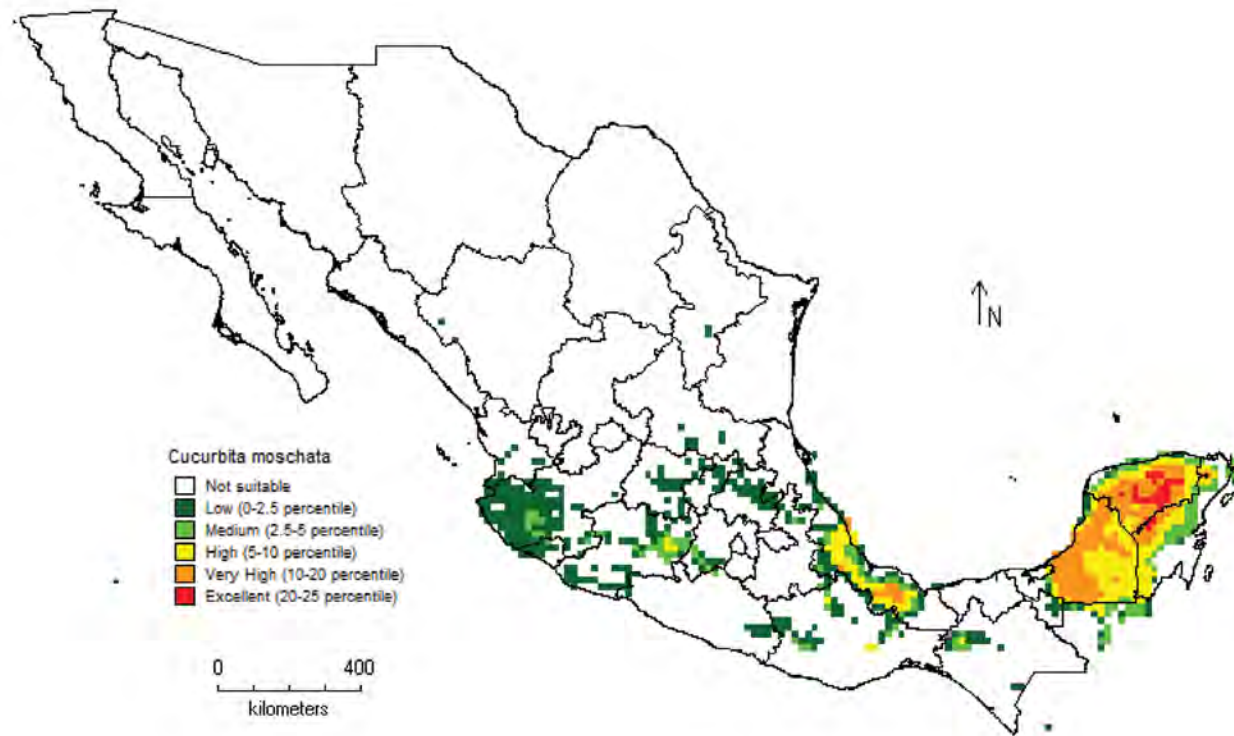 N
Cucurbita moschata
Not suitable
Low (0-2.5 percentile)
Medium (2.5-5 percentile)
High (5-10 percentile)
Very High (10-20 percentile)
Excellent (20-25 percentile)
0 400
kilometers